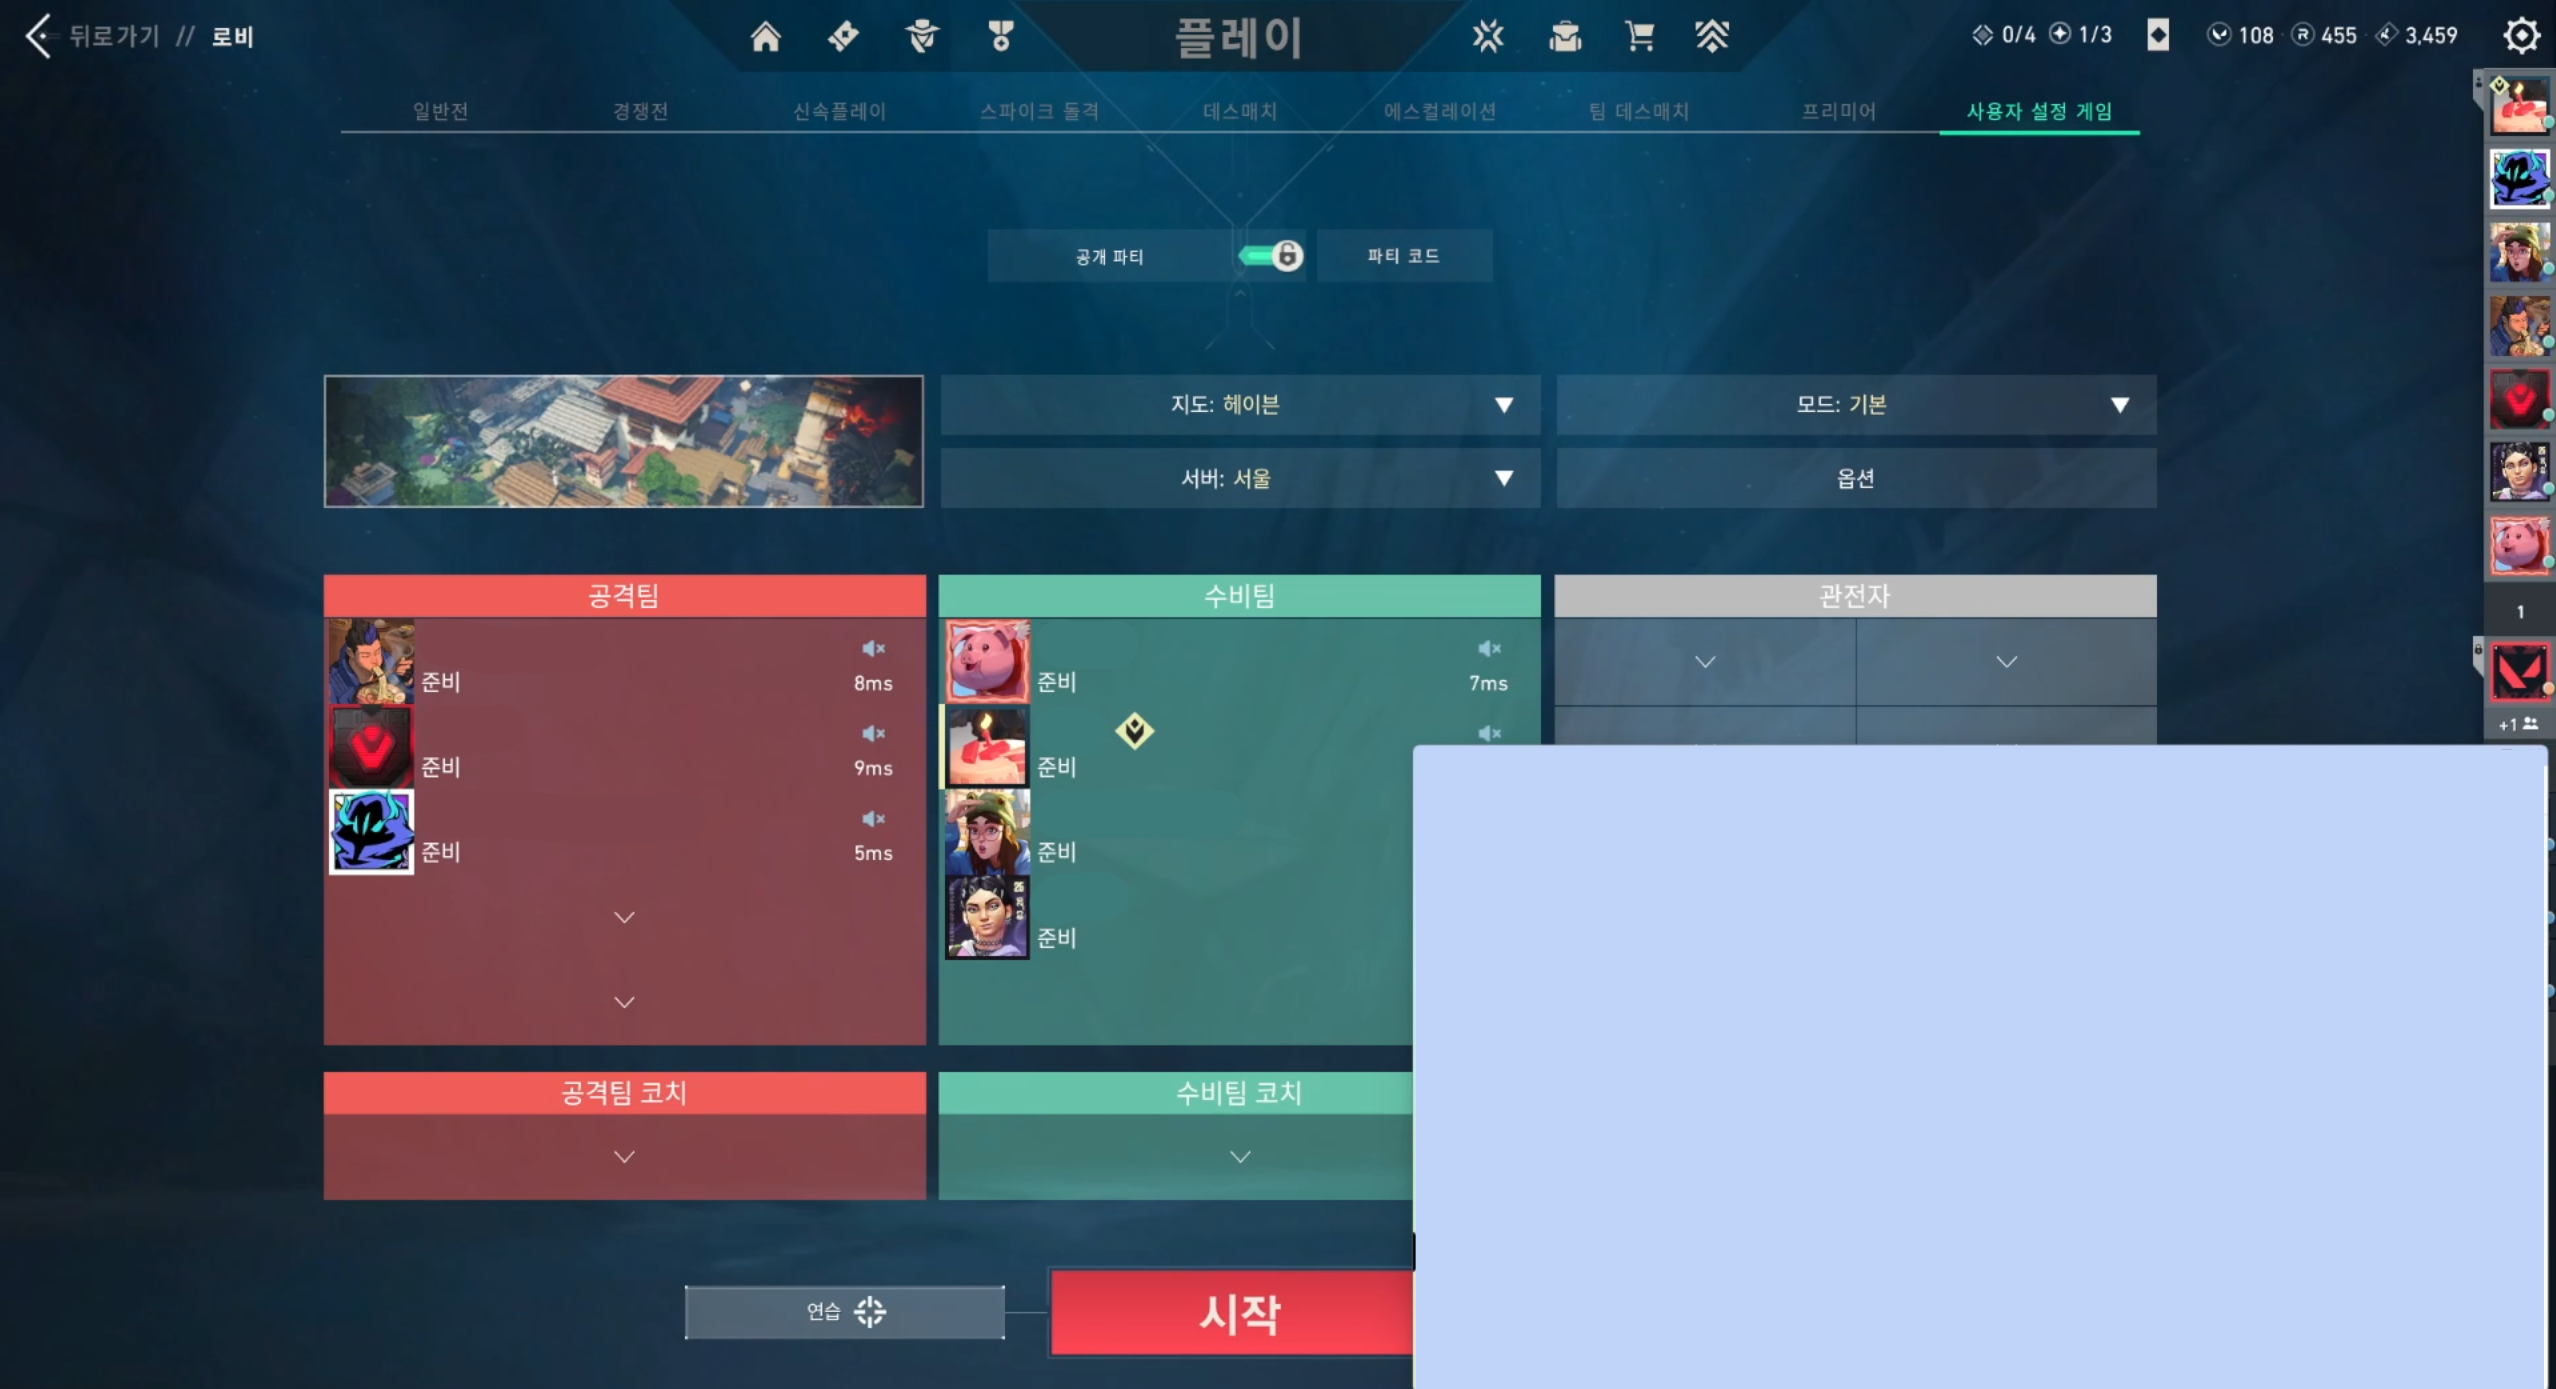 뒤로가기 // 로비
플레이
0/4 1/3 108 455 3,459
일반전 경쟁전 신속플레이 스파이크 돌격 데스매치 에스컬레이션 팀 데스매치 프리미어 사용자 설정 게임
공개 파티 파티 코드
지도: 헤이븐 모드: 기본
서버: 서울 옵션
공격팀 수비팀 관전자
준비 8ms 준비 7ms
준비 9ms 준비
준비 5ms 준비
준비
1
+1
공격팀 코치 수비팀 코치
연습 시작